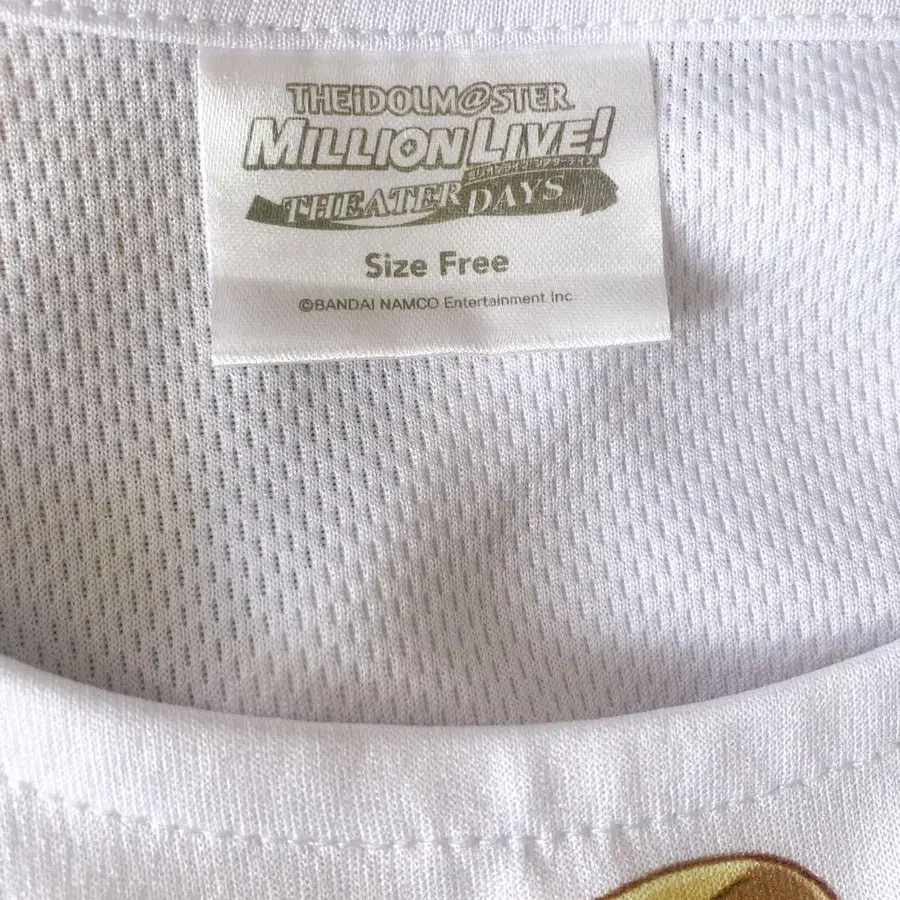 THE iDOLM@STER
MILLION LIVE!
THEATER DAYS
Size Free
©BANDAI NAMCO Entertainment Inc.